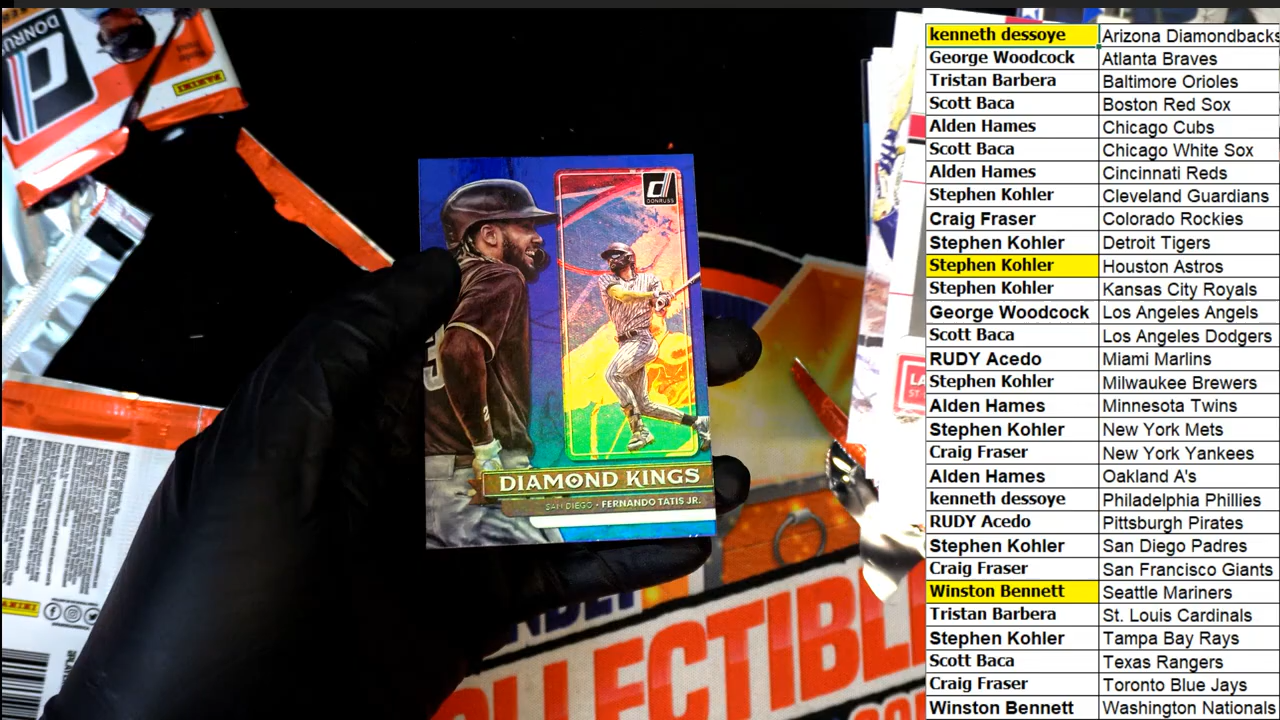 DONRUSS
PANINI
d
DONRUSS
3
2
DIAMOND KINGS
SAN DIEGO • FERNANDO TATIS JR.
PANINI
COLLECTIBL
kenneth dessoye Arizona Diamondbacks
George Woodcock Atlanta Braves
Tristan Barbera Baltimore Orioles
Scott Baca Boston Red Sox
Alden Hames Chicago Cubs
Scott Baca Chicago White Sox
Alden Hames Cincinnati Reds
Stephen Kohler Cleveland Guardians
Craig Fraser Colorado Rockies
Stephen Kohler Detroit Tigers
Stephen Kohler Houston Astros
Stephen Kohler Kansas City Royals
George Woodcock Los Angeles Angels
Scott Baca Los Angeles Dodgers
RUDY Acedo Miami Marlins
Stephen Kohler Milwaukee Brewers
Alden Hames Minnesota Twins
Stephen Kohler New York Mets
Craig Fraser New York Yankees
Alden Hames Oakland A's
kenneth dessoye Philadelphia Phillies
RUDY Acedo Pittsburgh Pirates
Stephen Kohler San Diego Padres
Craig Fraser San Francisco Giants
Winston Bennett Seattle Mariners
Tristan Barbera St. Louis Cardinals
Stephen Kohler Tampa Bay Rays
Scott Baca Texas Rangers
Craig Fraser Toronto Blue Jays
Winston Bennett Washington Nationals